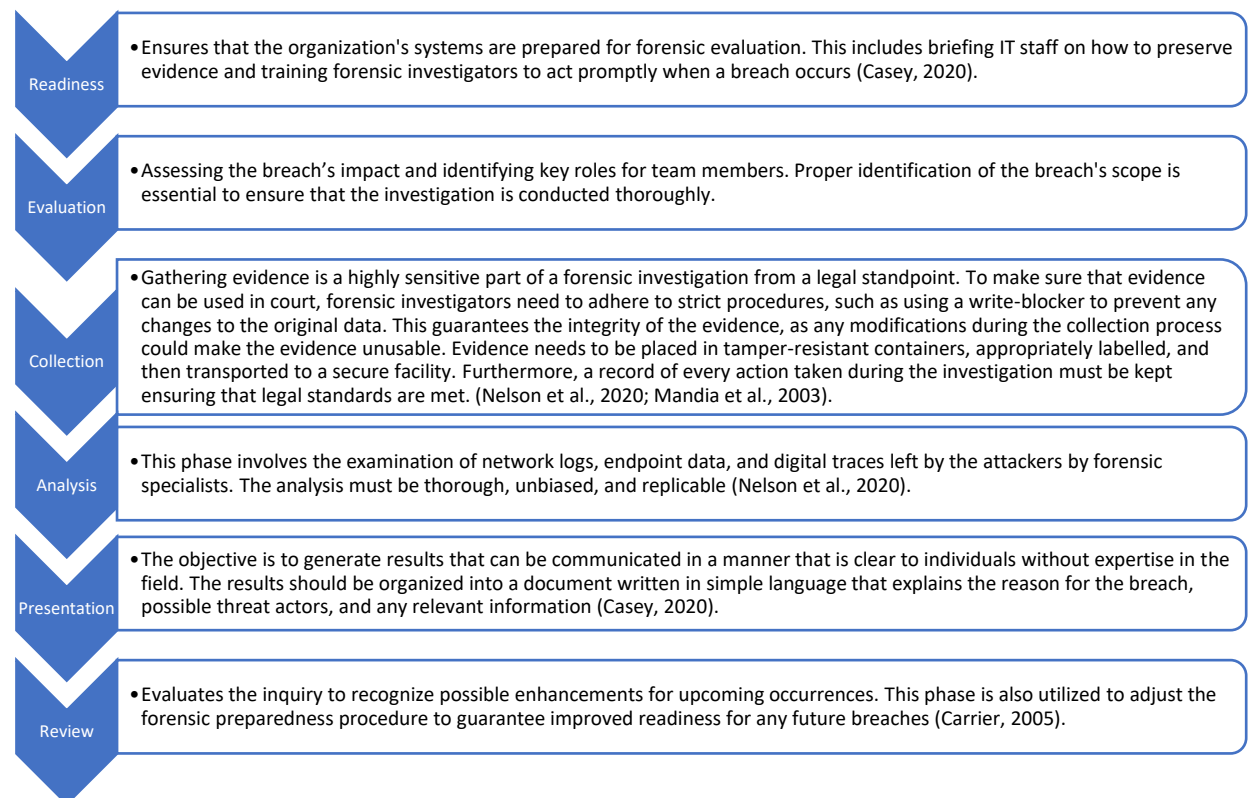 Readiness
•Ensures that the organization's systems are prepared for forensic evaluation. This includes briefing IT staff on how to preserve
evidence and training forensic investigators to act promptly when a breach occurs (Casey, 2020).
Evaluation
•Assessing the breach’s impact and identifying key roles for team members. Proper identification of the breach's scope is
essential to ensure that the investigation is conducted thoroughly.
Collection
•Gathering evidence is a highly sensitive part of a forensic investigation from a legal standpoint. To make sure that evidence
can be used in court, forensic investigators need to adhere to strict procedures, such as using a write-blocker to prevent any
changes to the original data. This guarantees the integrity of the evidence, as any modifications during the collection process
could make the evidence unusable. Evidence needs to be placed in tamper-resistant containers, appropriately labelled, and
then transported to a secure facility. Furthermore, a record of every action taken during the investigation must be kept
ensuring that legal standards are met. (Nelson et al., 2020; Mandia et al., 2003).
Analysis
•This phase involves the examination of network logs, endpoint data, and digital traces left by the attackers by forensic
specialists. The analysis must be thorough, unbiased, and replicable (Nelson et al., 2020).
Presentation
•The objective is to generate results that can be communicated in a manner that is clear to individuals without expertise in the
field. The results should be organized into a document written in simple language that explains the reason for the breach,
possible threat actors, and any relevant information (Casey, 2020).
Review
•Evaluates the inquiry to recognize possible enhancements for upcoming occurrences. This phase is also utilized to adjust the
forensic preparedness procedure to guarantee improved readiness for any future breaches (Carrier, 2005).